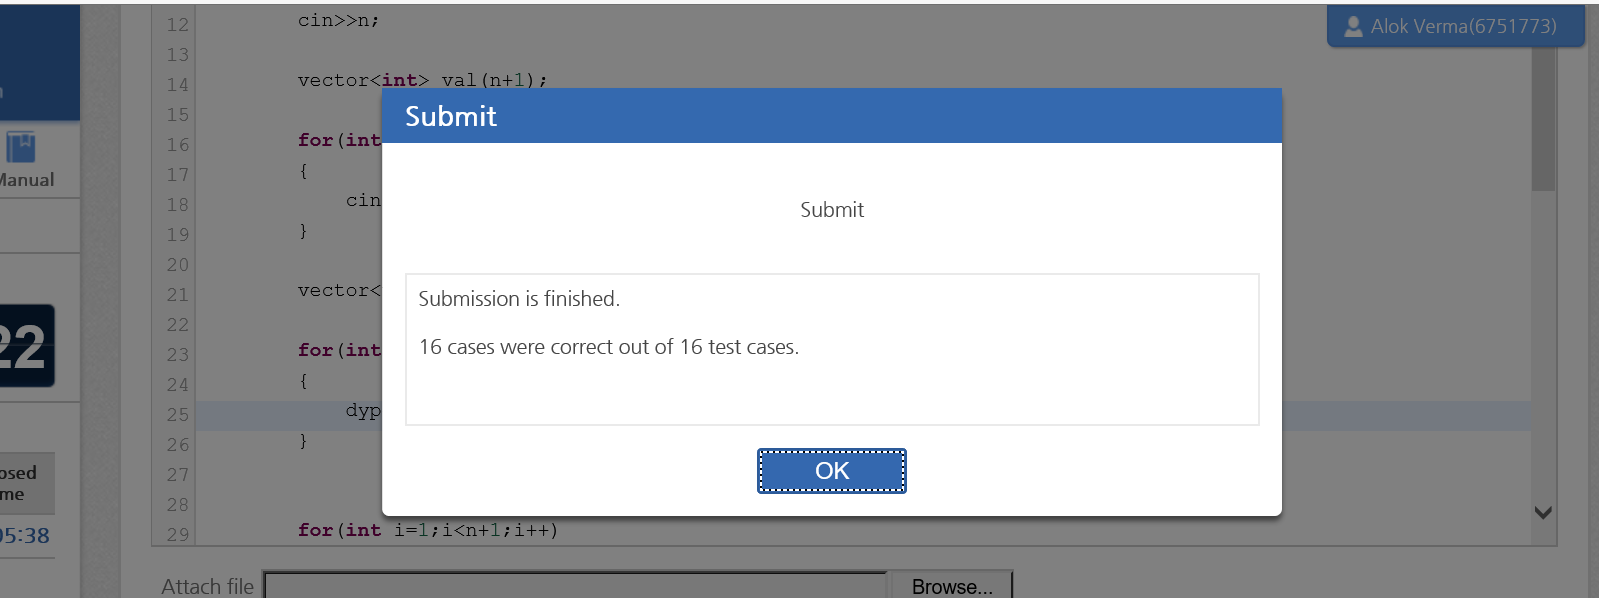 12 cin>>n;
13
14 vector<int> val(n+1);
15
16 for(int
17 {
18 cin
19 }
20
21 vector<
22
23 for(int
24 {
25 dyp
26 }
27
28
29 for(int i=1;i<n+1;i++)
Alok Verma(6751773)
Manual
22
osed
me
05:38
Submit
Submit
Submission is finished.
16 cases were correct out of 16 test cases.
OK
Attach file
Browse...